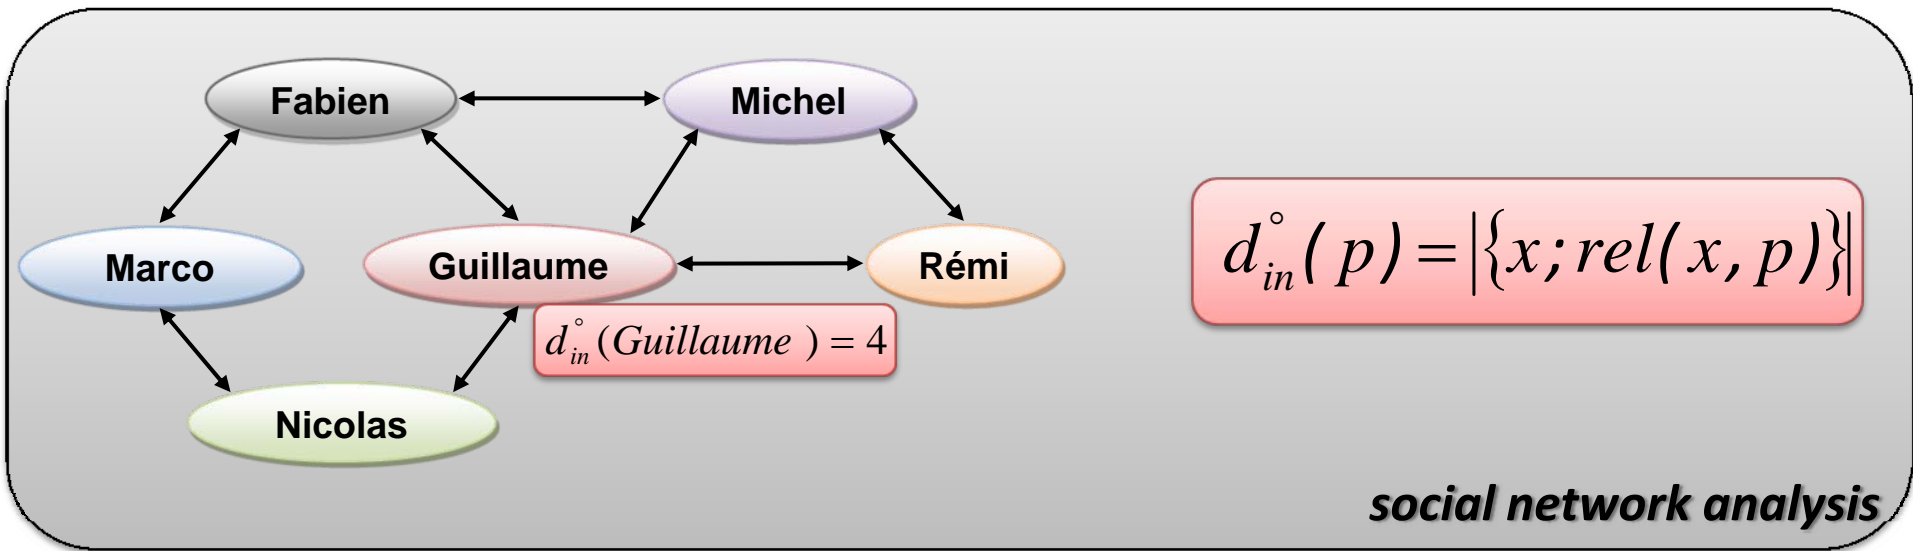 Fabien
Michel
Marco
Guillaume
Rémi
d°in(p) = |{x; rel(x, p)}|
d°in(Guillaume ) = 4
Nicolas
social network analysis